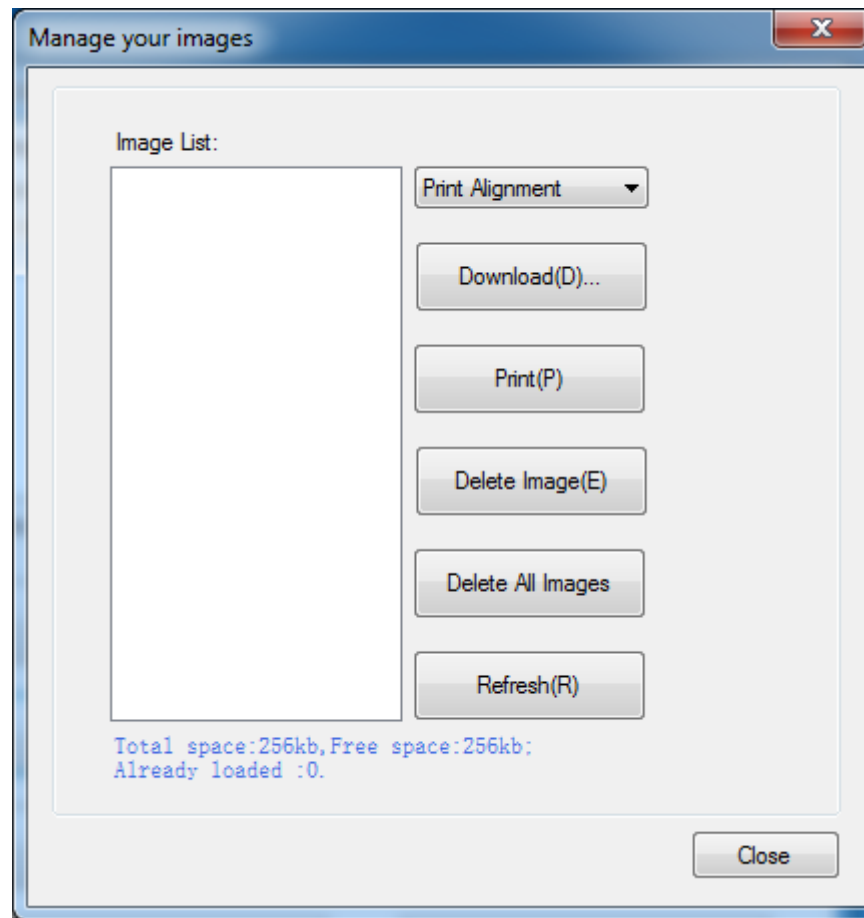 Manage your images
Image List:
Print Alignment
Download(D)...
Print(P)
Delete Image(E)
Delete All Images
Refresh(R)
Total space:256kb,Free space:256kb;
Already loaded :0.
Close